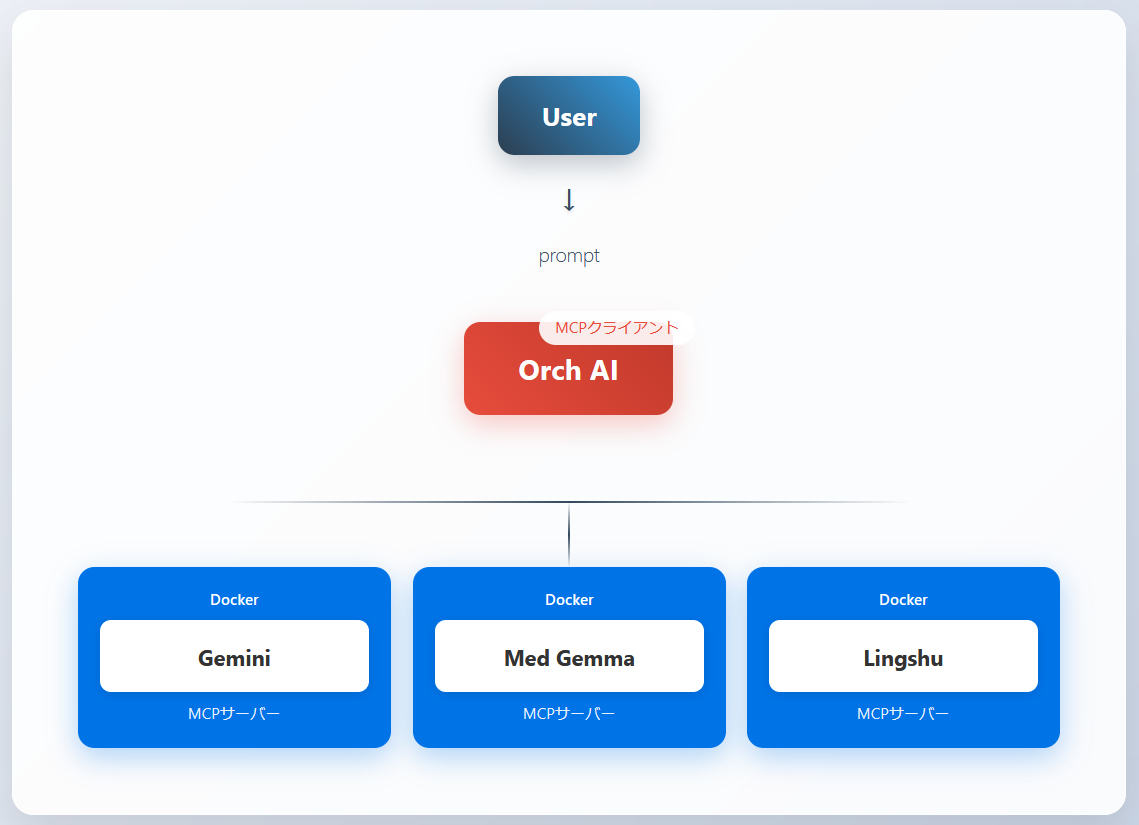 User
↓
prompt
MCPクライアント
Orch AI
Docker
Gemini
MCPサーバー
Docker
Med Gemma
MCPサーバー
Docker
Lingshu
MCPサーバー